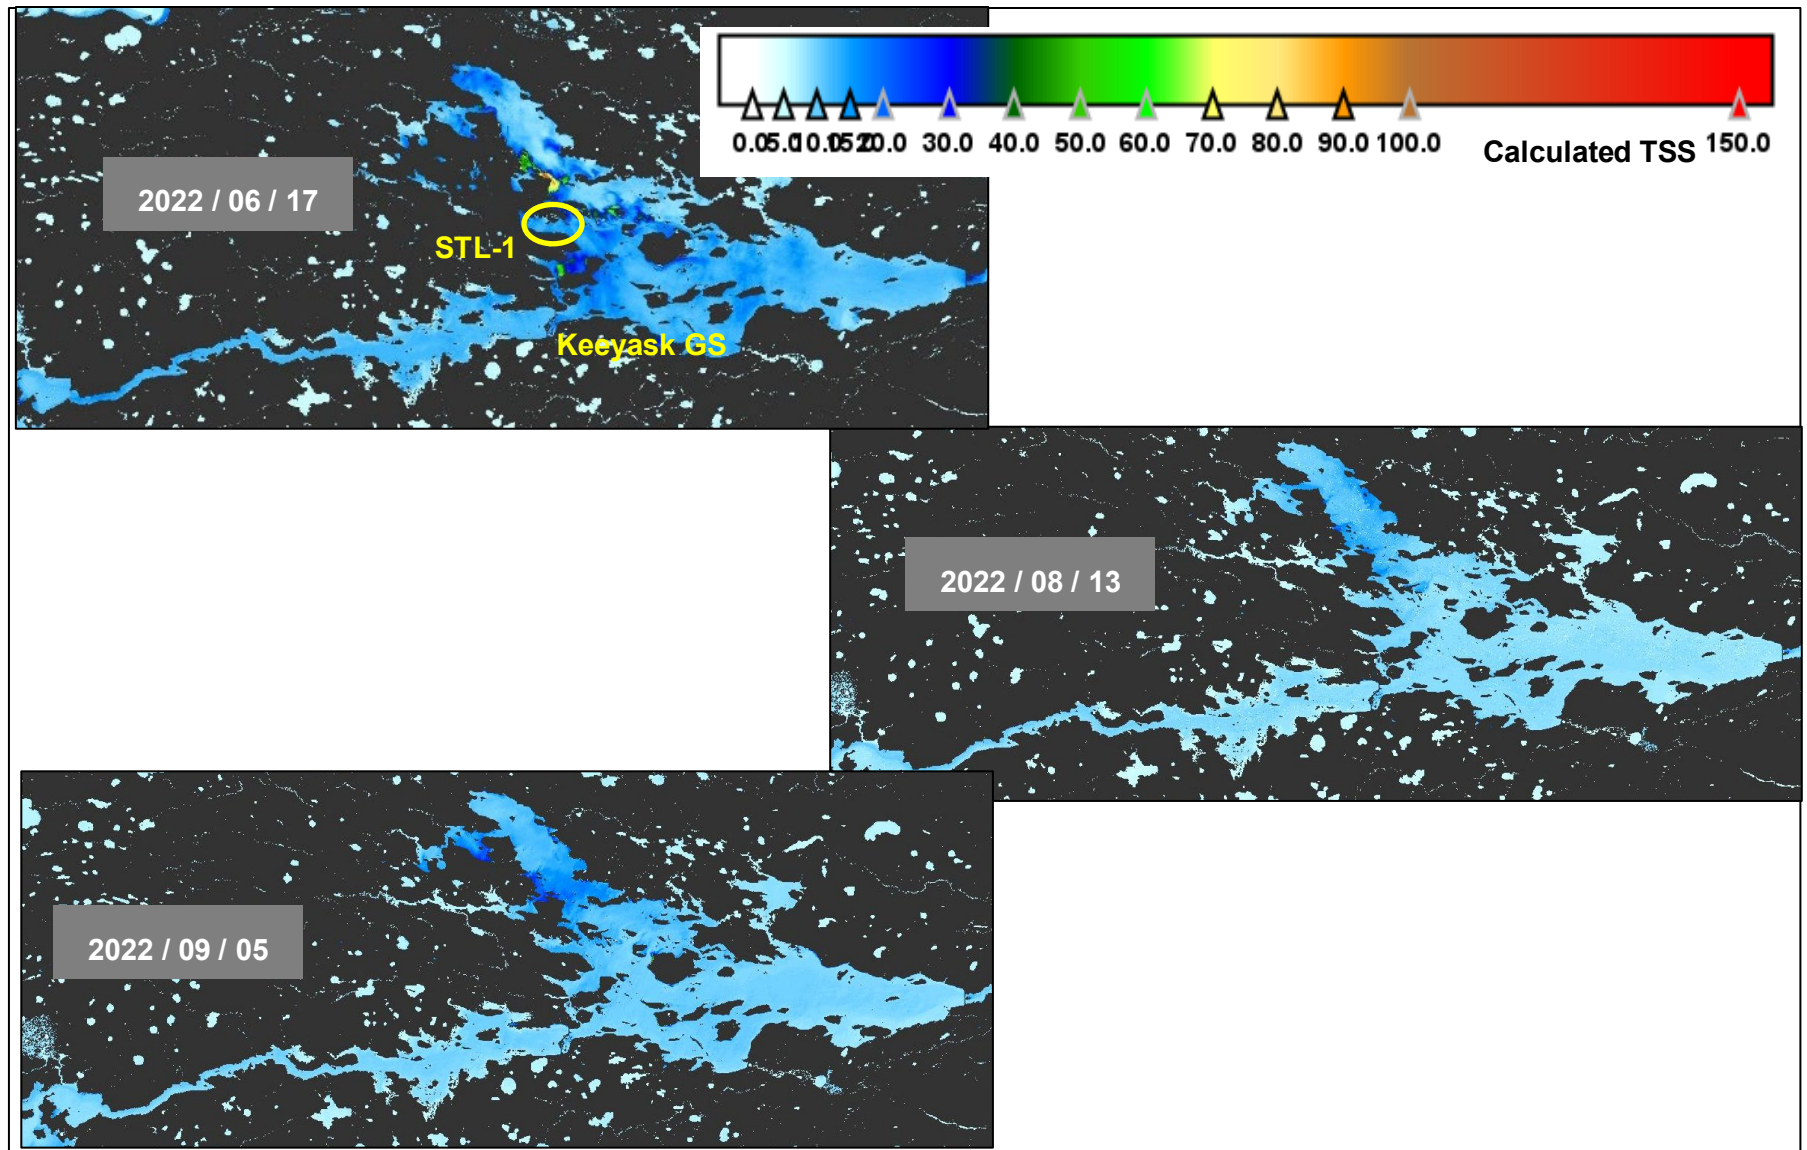 0.0 5.0 10.0 15.0 20.0 30.0 40.0 50.0 60.0 70.0 80.0 90.0 100.0 150.0
Calculated TSS
2022 / 06 / 17
STL-1
Keeyask GS
2022 / 08 / 13
2022 / 09 / 05